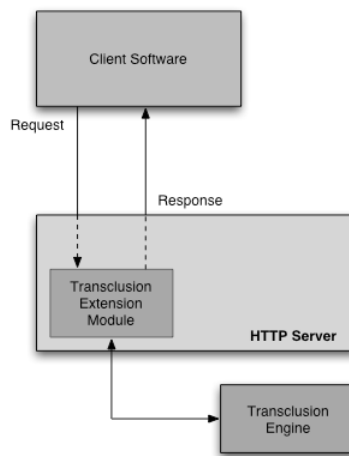 Client Software
Request
Response
Transclusion
Extension
Module
HTTP Server
Transclusion
Engine